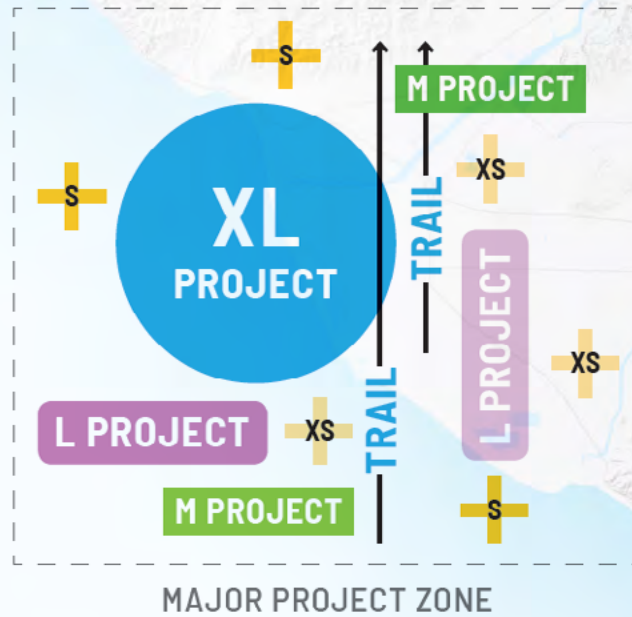 S
M PROJECT
XS
S
XL
PROJECT
TRAIL
L PROJECT
XS
TRAIL
L PROJECT
XS
M PROJECT
S
MAJOR PROJECT ZONE